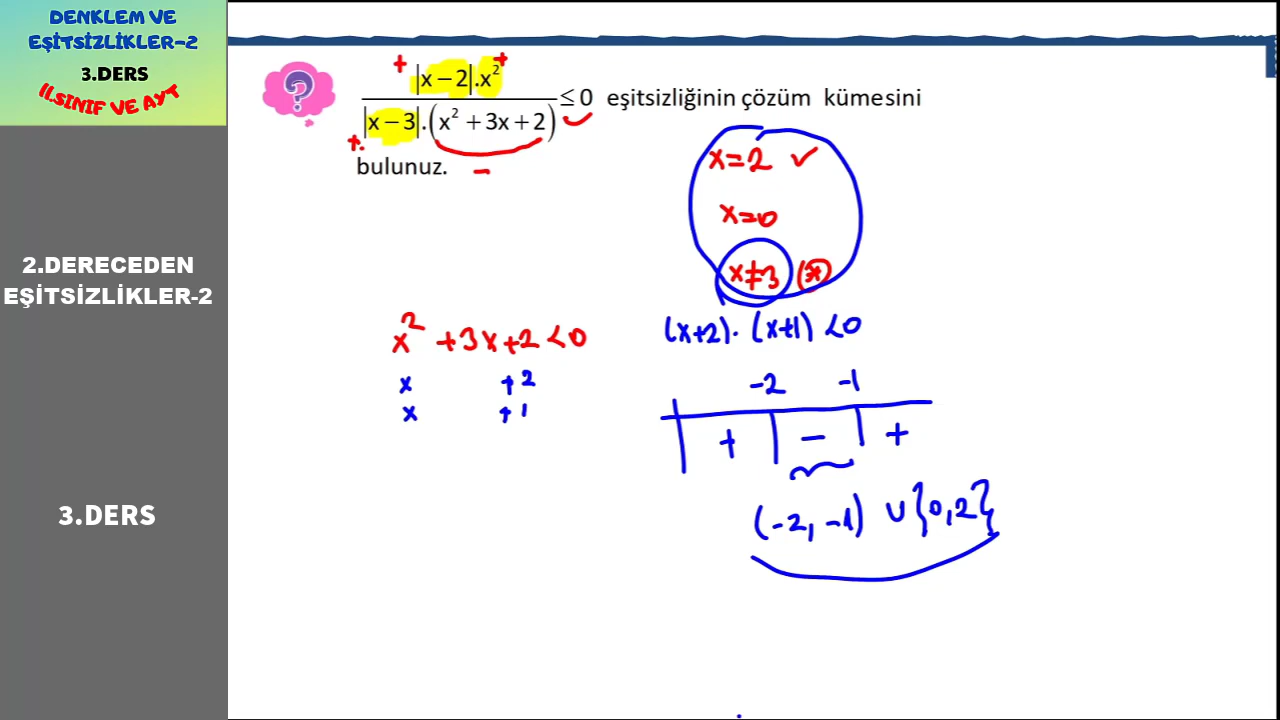 DENKLEM VE
EŞİTSİZLİKLER-2
3.DERS
11.SINIF VE AYT
2.DERECEDEN
EŞİTSİZLİKLER-2
3.DERS
?
+ +
|x − 2|.x²
|x − 3|.(x² + 3x + 2) ≤ 0 eşitsizliğinin çözüm kümesini
+. −
bulunuz.
x=2 ✓
x=0
x≠3 (*)
x² +3x+2<0
x +2
x +1
(x+2).(x+1)<0
-2 -1
+ − +
(-2,-1) ∪{0,2}